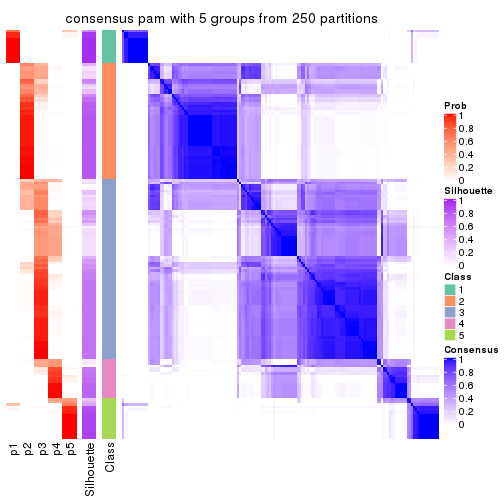 consensus pam with 5 groups from 250 partitions
Prob
1
0.8
0.6
0.4
0.2
0
Silhouette
1
0.8
0.6
0.4
0.2
0
Class
1
2
3
4
5
Consensus
1
0.8
0.6
0.4
0.2
0
p1
p2
p3
p4
p5
Silhouette
Class